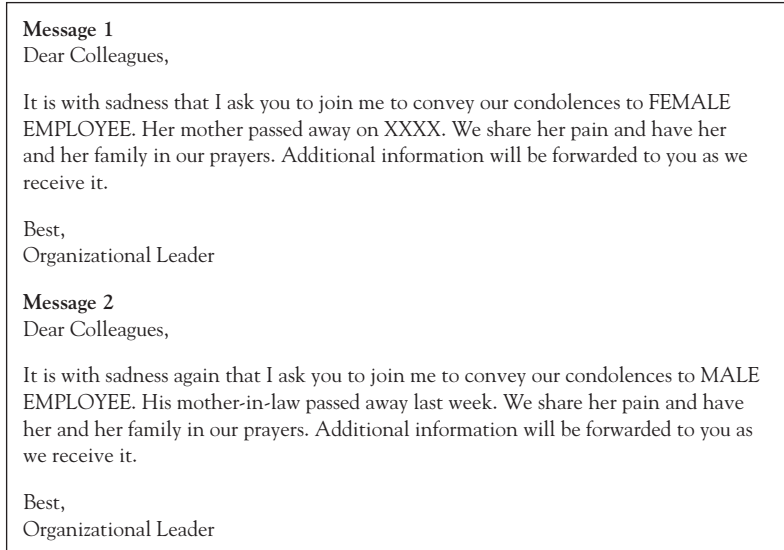 Message 1
Dear Colleagues,
It is with sadness that I ask you to join me to convey our condolences to FEMALE
EMPLOYEE. Her mother passed away on XXXX. We share her pain and have her
and her family in our prayers. Additional information will be forwarded to you as we
receive it.
Best,
Organizational Leader
Message 2
Dear Colleagues,
It is with sadness again that I ask you to join me to convey our condolences to MALE
EMPLOYEE. His mother-in-law passed away last week. We share her pain and have
her and her family in our prayers. Additional information will be forwarded to you as
we receive it.
Best,
Organizational Leader